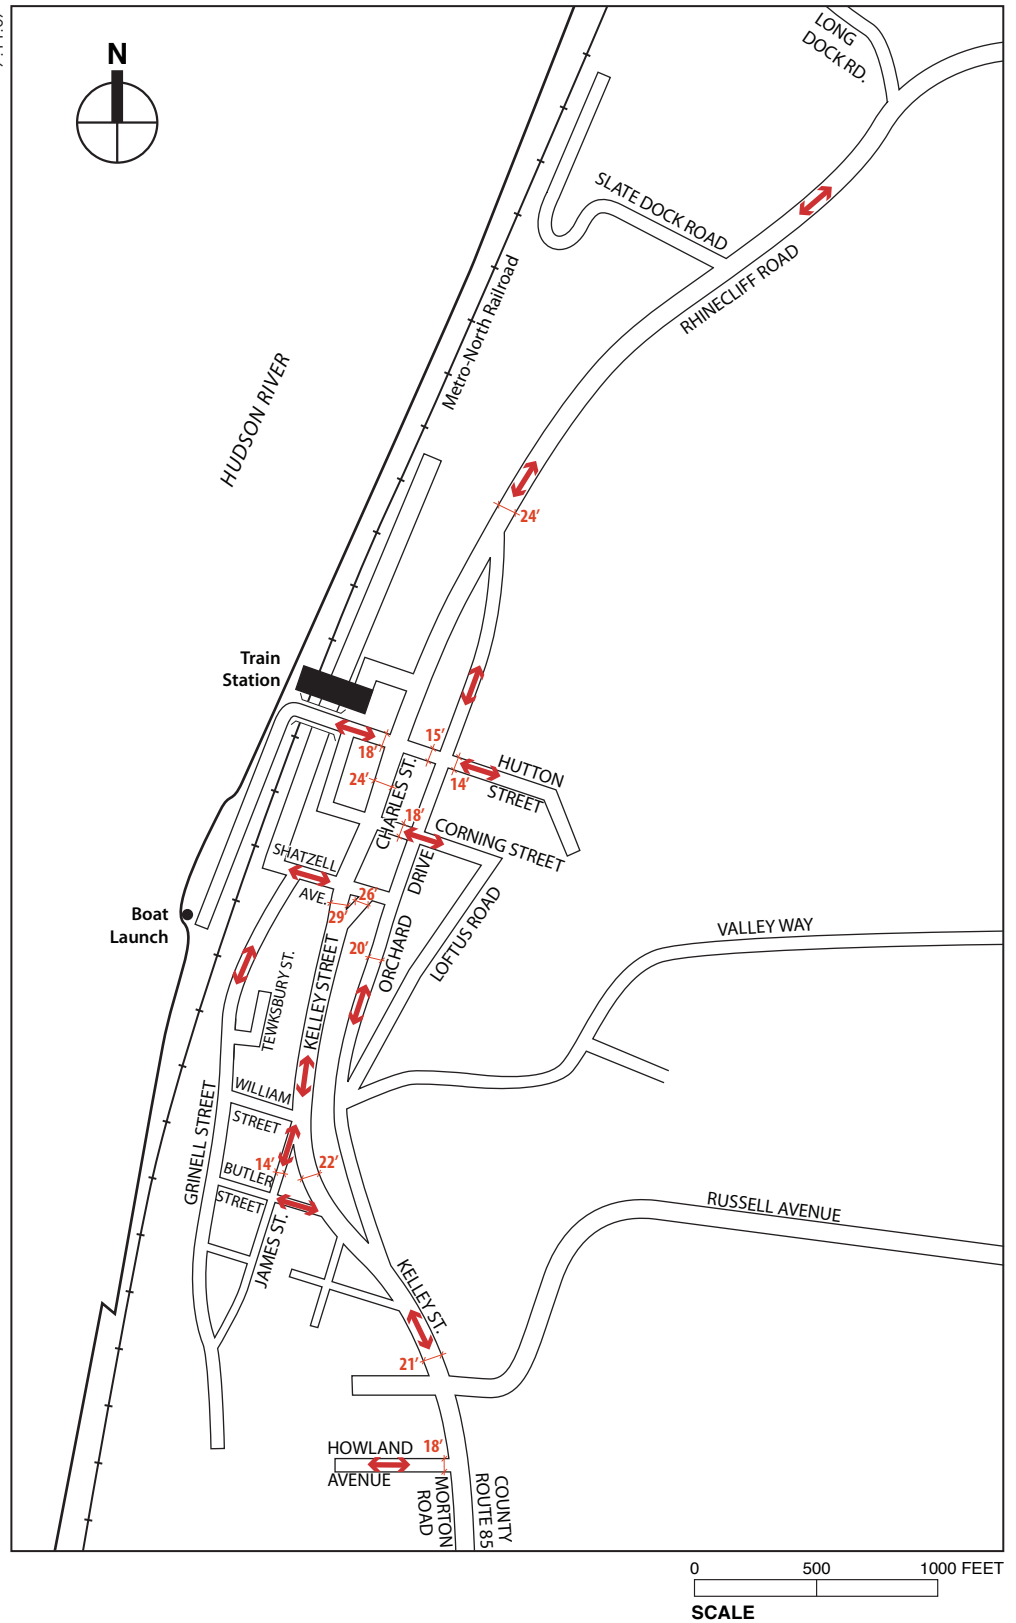 N
LONG
DOCK RD.
SLATE DOCK ROAD
RHINECLIFF ROAD
Metro-North Railroad
HUDSON RIVER
24’
Train
Station
15’
18’
HUTTON
STREET
14’
24’
CHARLES ST.
18’
CORNING STREET
SHATZELL
AVE.
DRIVE
ORCHARD
26’
29’
LOFTUS ROAD
Boat
Launch
VALLEY WAY
20’
KELLEY STREET
TEWKSBURY ST.
WILLIAM
STREET
GRINELL STREET
14’
22’
BUTLER
STREET
JAMES ST.
RUSSELL AVENUE
KELLEY ST.
21’
18’
HOWLAND
AVENUE
MORTON
ROAD
COUNTY
ROUTE 85
0 500 1000 FEET
SCALE